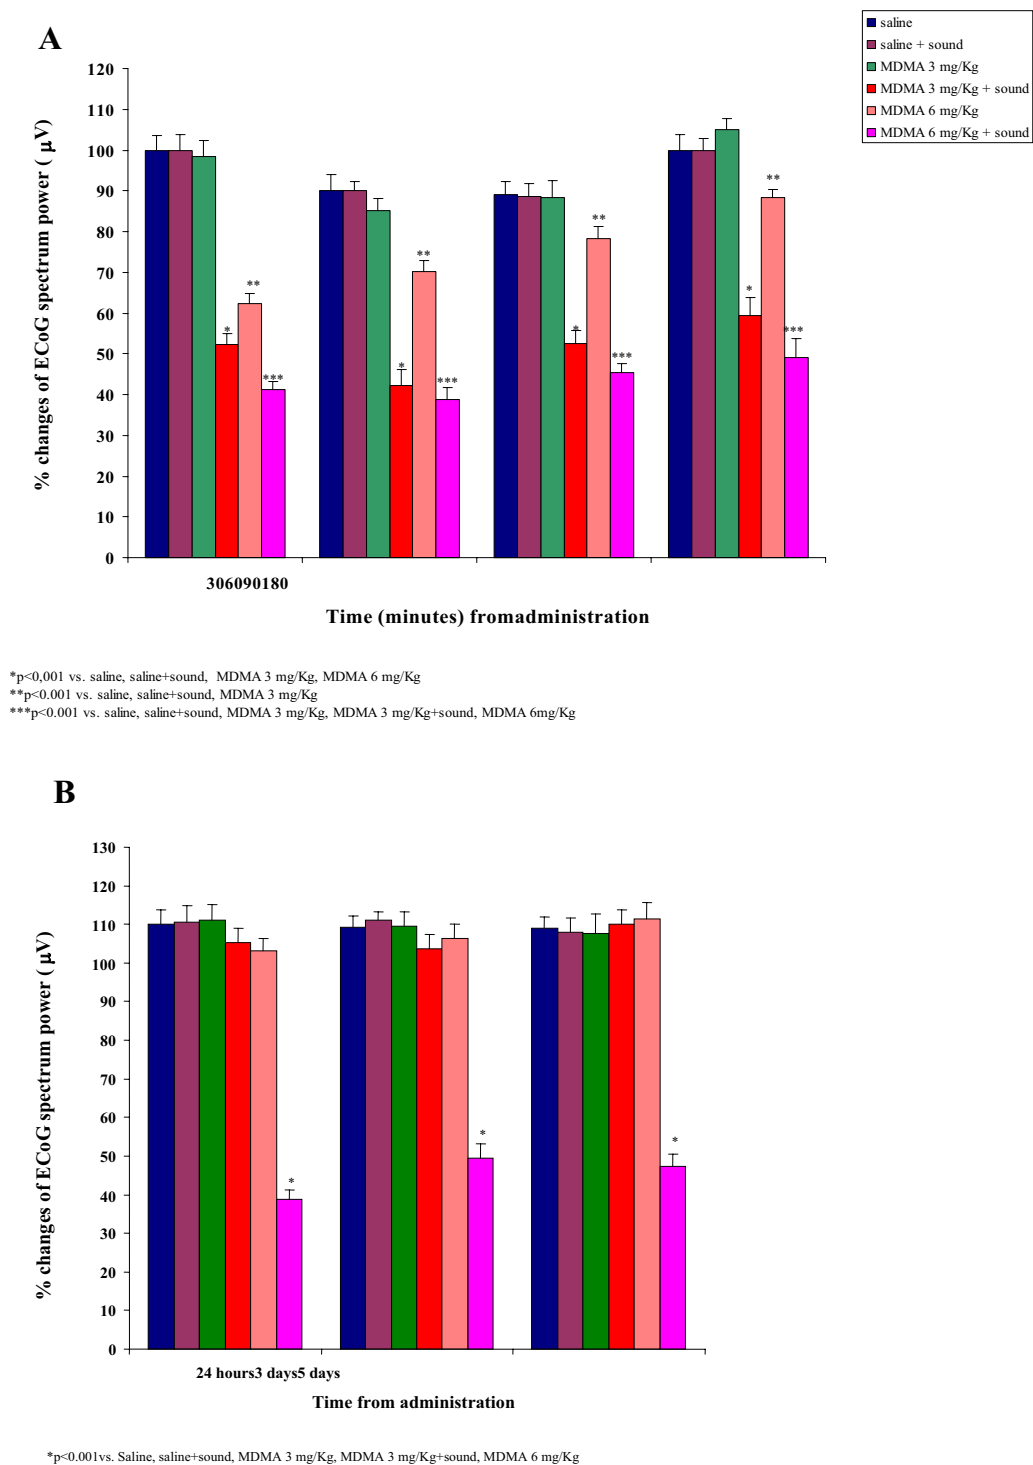 A
saline
saline + sound
MDMA 3 mg/Kg
MDMA 3 mg/Kg + sound
MDMA 6 mg/Kg
MDMA 6 mg/Kg + sound
% changes of ECoG spectrum power ( µV)
120
110
100
90
80
70
60
50
40
30
20
10
0
* ** ***
* ** ***
* ** ***
* ** ***
306090180
Time (minutes) fromadministration
*p<0,001 vs. saline, saline+sound, MDMA 3 mg/Kg, MDMA 6 mg/Kg
**p<0.001 vs. saline, saline+sound, MDMA 3 mg/Kg
***p<0.001 vs. saline, saline+sound, MDMA 3 mg/Kg, MDMA 3 mg/Kg+sound, MDMA 6mg/Kg
B
% changes of ECoG spectrum power ( µV)
130
120
110
100
90
80
70
60
50
40
30
20
10
0
*
*
*
24 hours3 days5 days
Time from administration
*p<0.001vs. Saline, saline+sound, MDMA 3 mg/Kg, MDMA 3 mg/Kg+sound, MDMA 6 mg/Kg